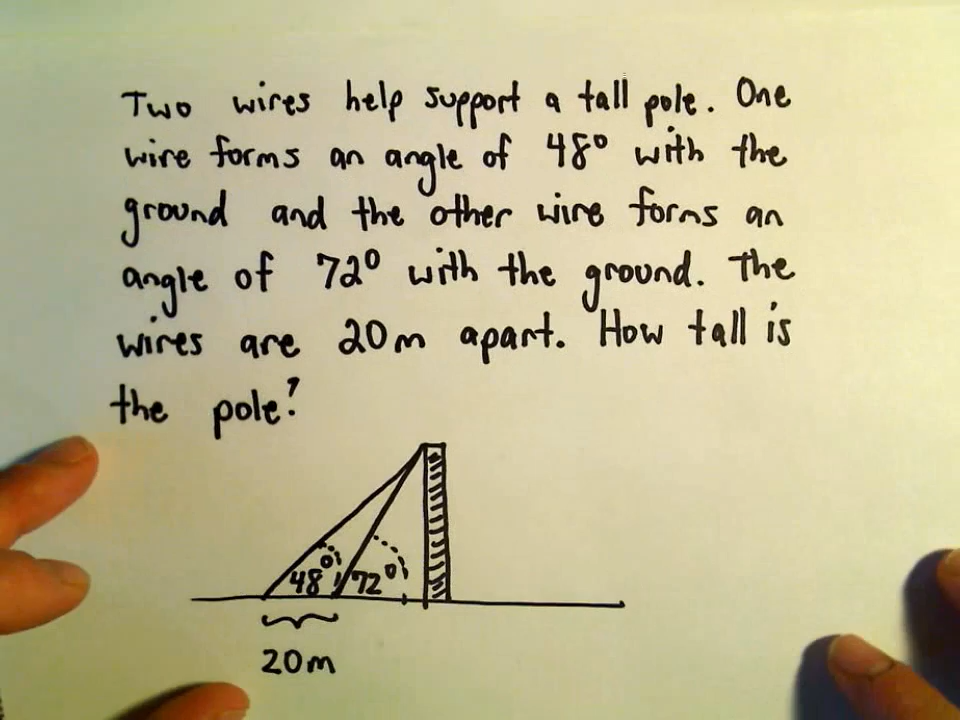 Two wires help support a tall pole. One
wire forms an angle of 48° with the
ground and the other wire forms an
angle of 72° with the ground. The
wires are 20m apart. How tall is
the pole?
48° 72°
20m